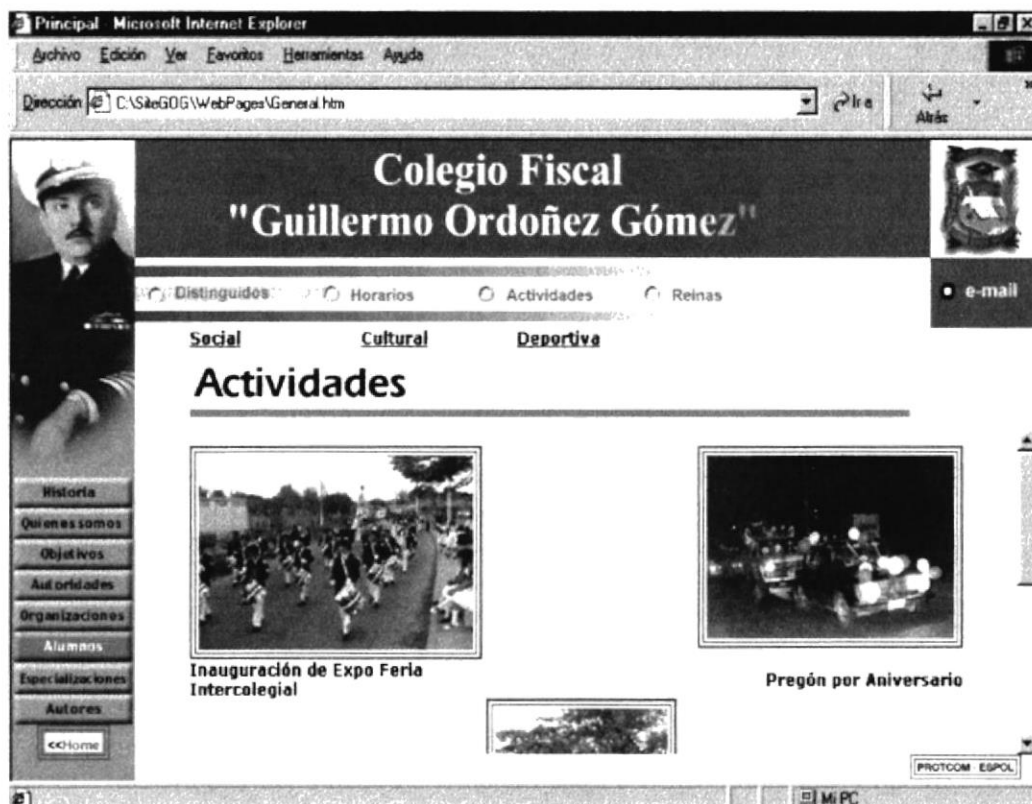 Principal - Microsoft Internet Explorer
Archivo Edición Ver Favoritos Herramientas Ayuda
Dirección C:\SiteGOG\WebPages\General.htm Ir a Atrás
Colegio Fiscal
"Guillermo Ordoñez Gómez"
Distinguidos Horarios Actividades Reinas e-mail
Social Cultural Deportiva
Actividades
Historia
Quienes somos
Objetivos
Autoridades
Organizaciones
Alumnos
Especializaciones
Autores
<<Home
Inauguración de Expo Feria
Intercolegial
Pregón por Aniversario
PROTCOM - ESPOL
Mi PC